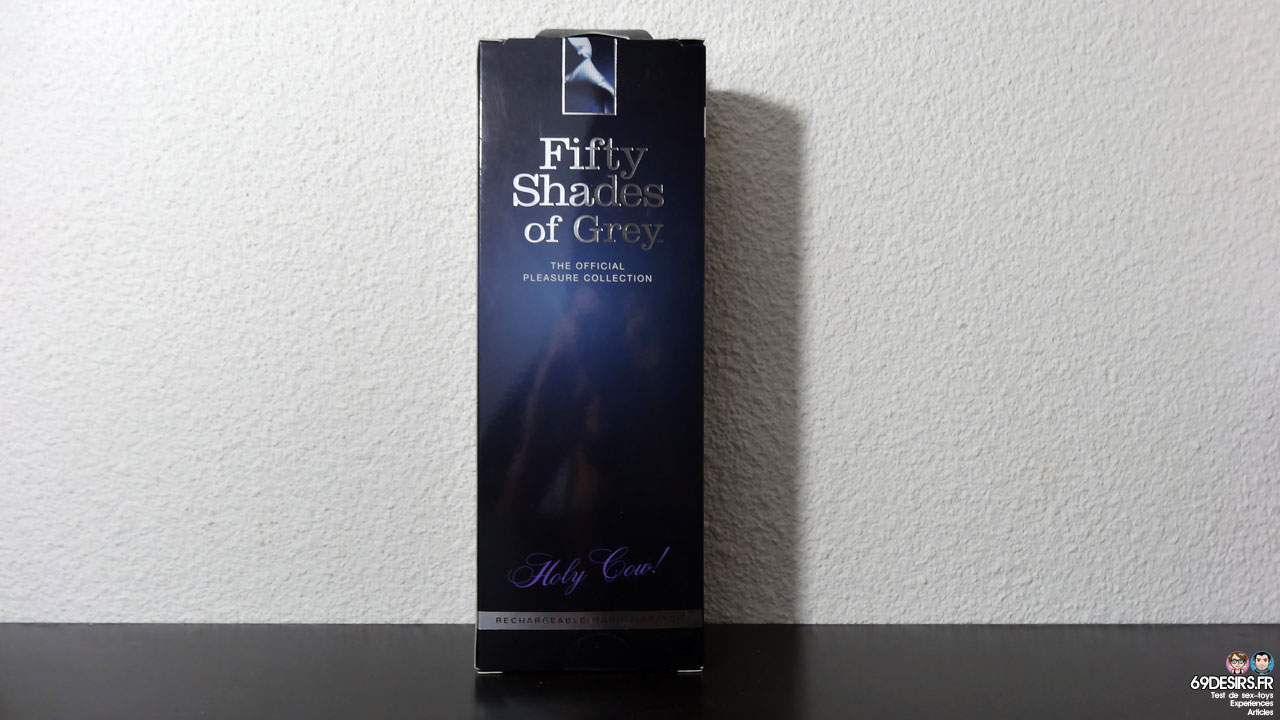 Fifty
Shades
of Grey
THE OFFICIAL
PLEASURE COLLECTION
Holy Cow!
RECHARGEABLE WAND VIBRATOR
69DESIRS.FR
Test de sex-toys
Experiences
Articles